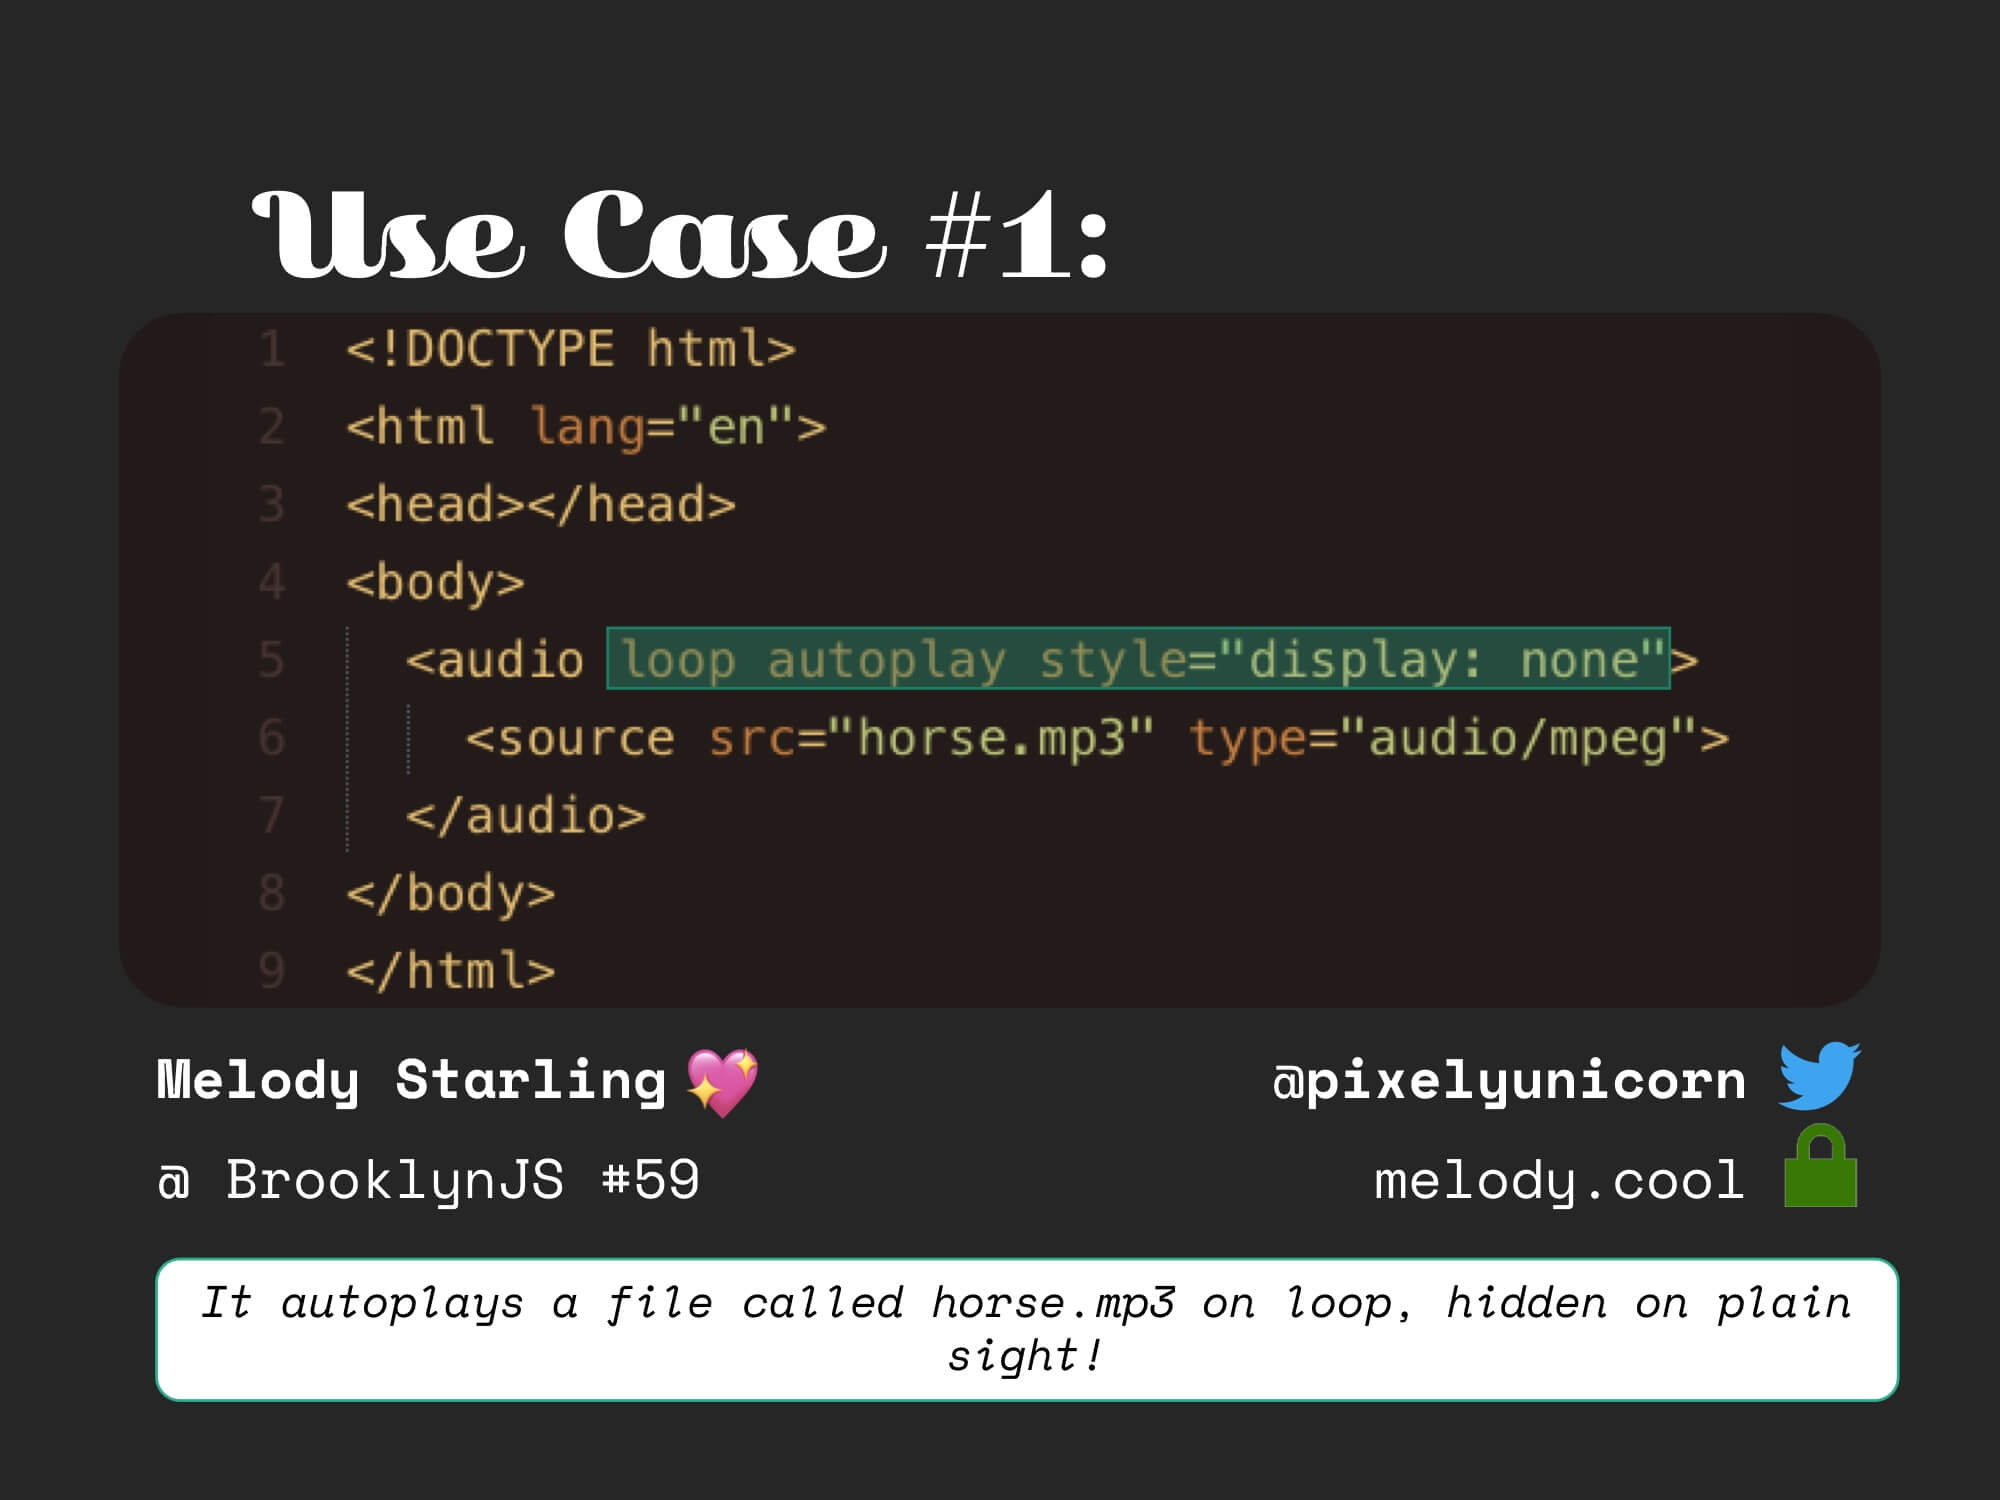 Use Case #1:
1 <!DOCTYPE html>
2 <html lang="en">
3 <head></head>
4 <body>
5 <audio loop autoplay style="display: none">
6 <source src="horse.mp3" type="audio/mpeg">
7 </audio>
8 </body>
9 </html>
Melody Starling 💖
@pixelyunicorn
@ BrooklynJS #59
melody.cool
It autoplays a file called horse.mp3 on loop, hidden on plain
sight!